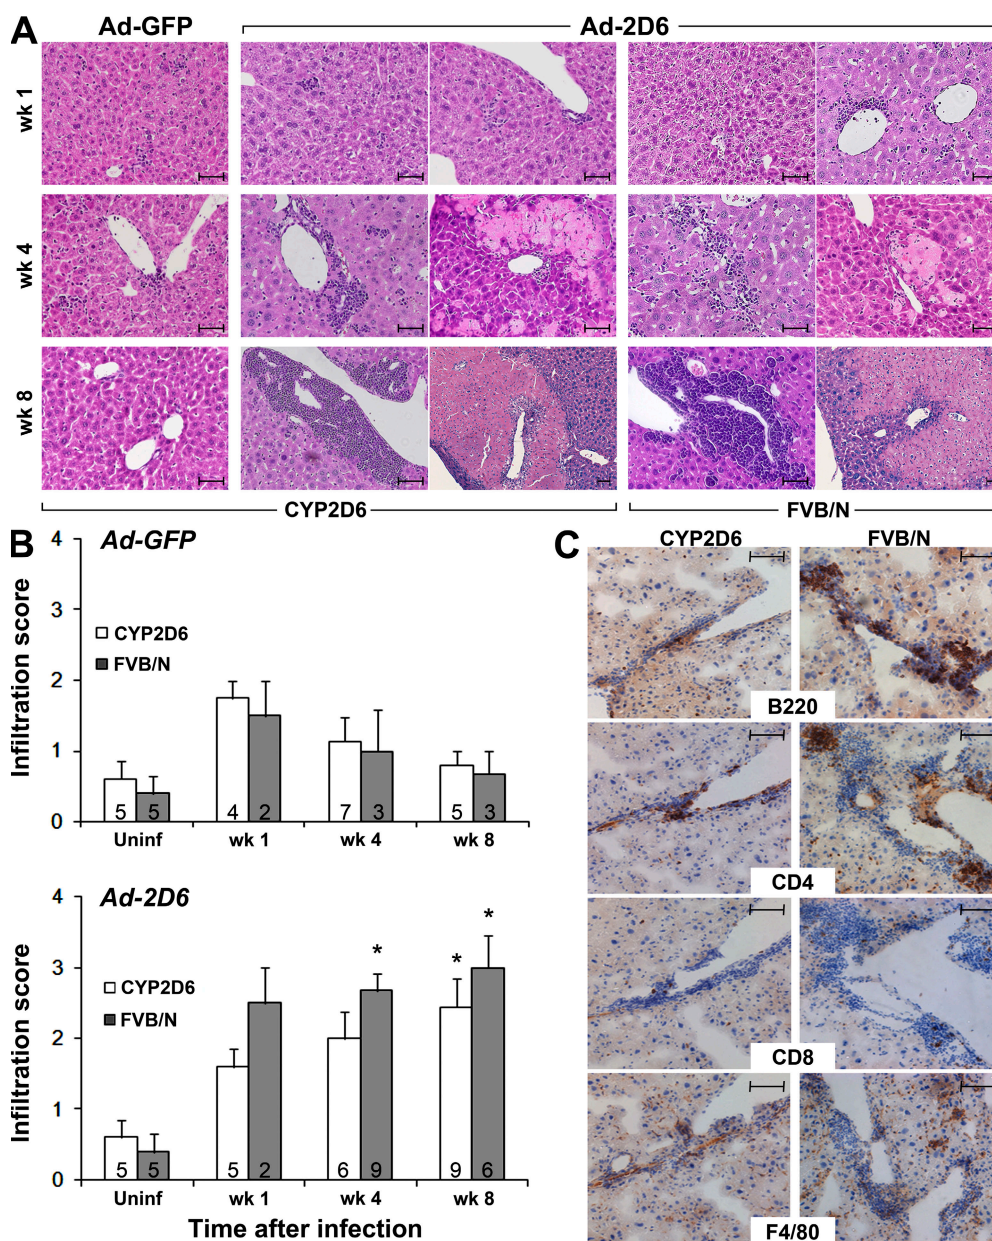 A
Ad-GFP
Ad-2D6
wk 1
wk 4
wk 8
CYP2D6
FVB/N
B
Ad-GFP
Infiltration score
4
3
2
1
0
CYP2D6
FVB/N
5
5
4
2
7
3
5
3
Uninf
wk 1
wk 4
wk 8
Ad-2D6
Infiltration score
4
3
2
1
0
CYP2D6
FVB/N
*
*
*
5
5
5
2
6
9
9
6
Uninf
wk 1
wk 4
wk 8
Time after infection
C
CYP2D6
FVB/N
B220
CD4
CD8
F4/80